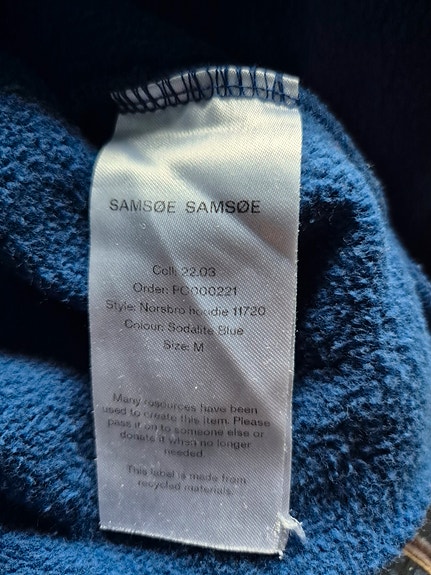 SAMSØE SAMSØE
Coll: 22.03
Order: PO000221
Style: Norsbro hoodie 11720
Colour: Sodalite Blue
Size: M
Many resources have been
used to create this item. Please
pass it on to someone else or
donate it when no longer
needed
This label is made from
recycled materials.